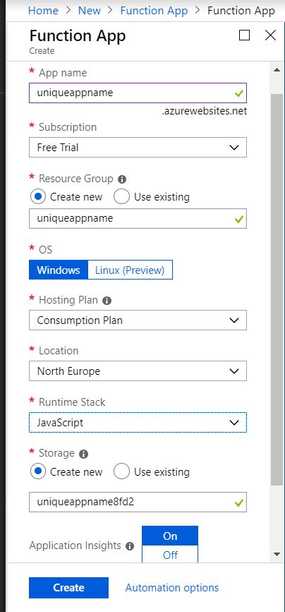 Home > New > Function App > Function App
Function App
Create
* App name
uniqueappname
.azurewebsites.net
* Subscription
Free Trial
* Resource Group
Create new Use existing
uniqueappname
* OS
Windows Linux (Preview)
* Hosting Plan
Consumption Plan
* Location
North Europe
* Runtime Stack
JavaScript
* Storage
Create new Use existing
uniqueappname8fd2
Application Insights On
Off
Create Automation options